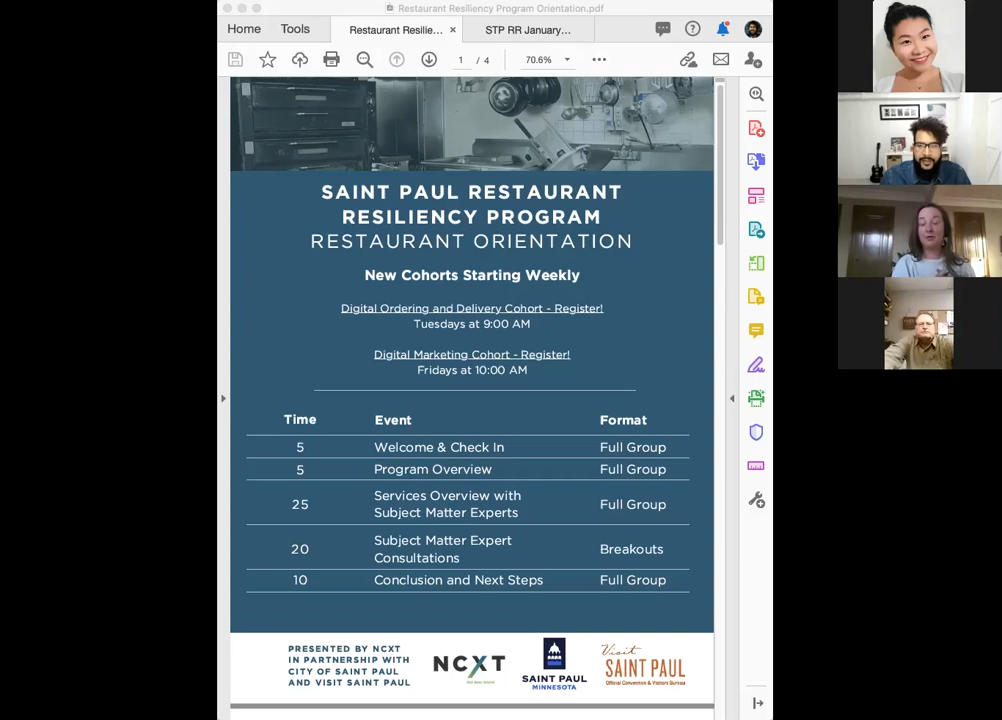 Restaurant Resiliency Program Orientation.pdf
Home
Tools
Restaurant Resilie...
×
STP RR January...
1 / 4
70.6%
SAINT PAUL RESTAURANT
RESILIENCY PROGRAM
RESTAURANT ORIENTATION
New Cohorts Starting Weekly
Digital Ordering and Delivery Cohort - Register!
Tuesdays at 9:00 AM
Digital Marketing Cohort - Register!
Fridays at 10:00 AM
Time Event Format
5 Welcome & Check In Full Group
5 Program Overview Full Group
25 Services Overview with
Subject Matter Experts Full Group
20 Subject Matter Expert
Consultations Breakouts
10 Conclusion and Next Steps Full Group
PRESENTED BY NCXT
IN PARTNERSHIP WITH
CITY OF SAINT PAUL
AND VISIT SAINT PAUL
NCXT
SAINT PAUL
MINNESOTA
Visit
SAINT PAUL
Official Convention & Visitors Bureau